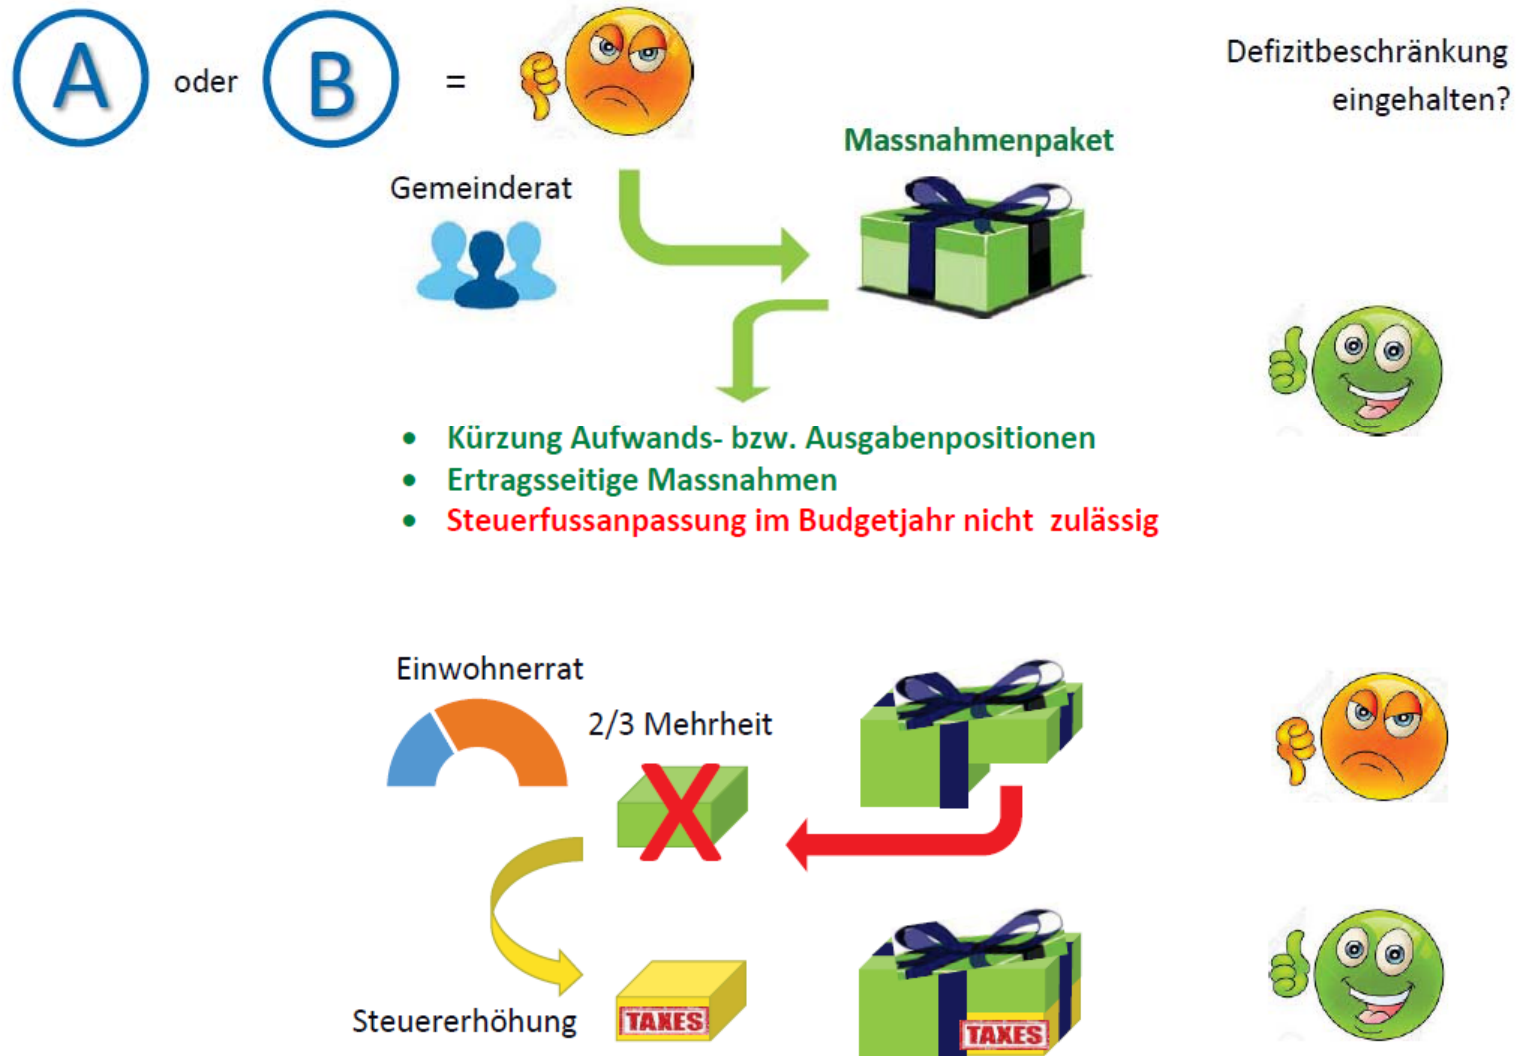 A oder B =
Defizitbeschränkung
eingehalten?
Massnahmenpaket
Gemeinderat
• Kürzung Aufwands- bzw. Ausgabenpositionen
• Ertragsseitige Massnahmen
• Steuerfussanpassung im Budgetjahr nicht  zulässig
Einwohnerrat
2/3 Mehrheit
X
Steuererhöhung
TAXES
TAXES